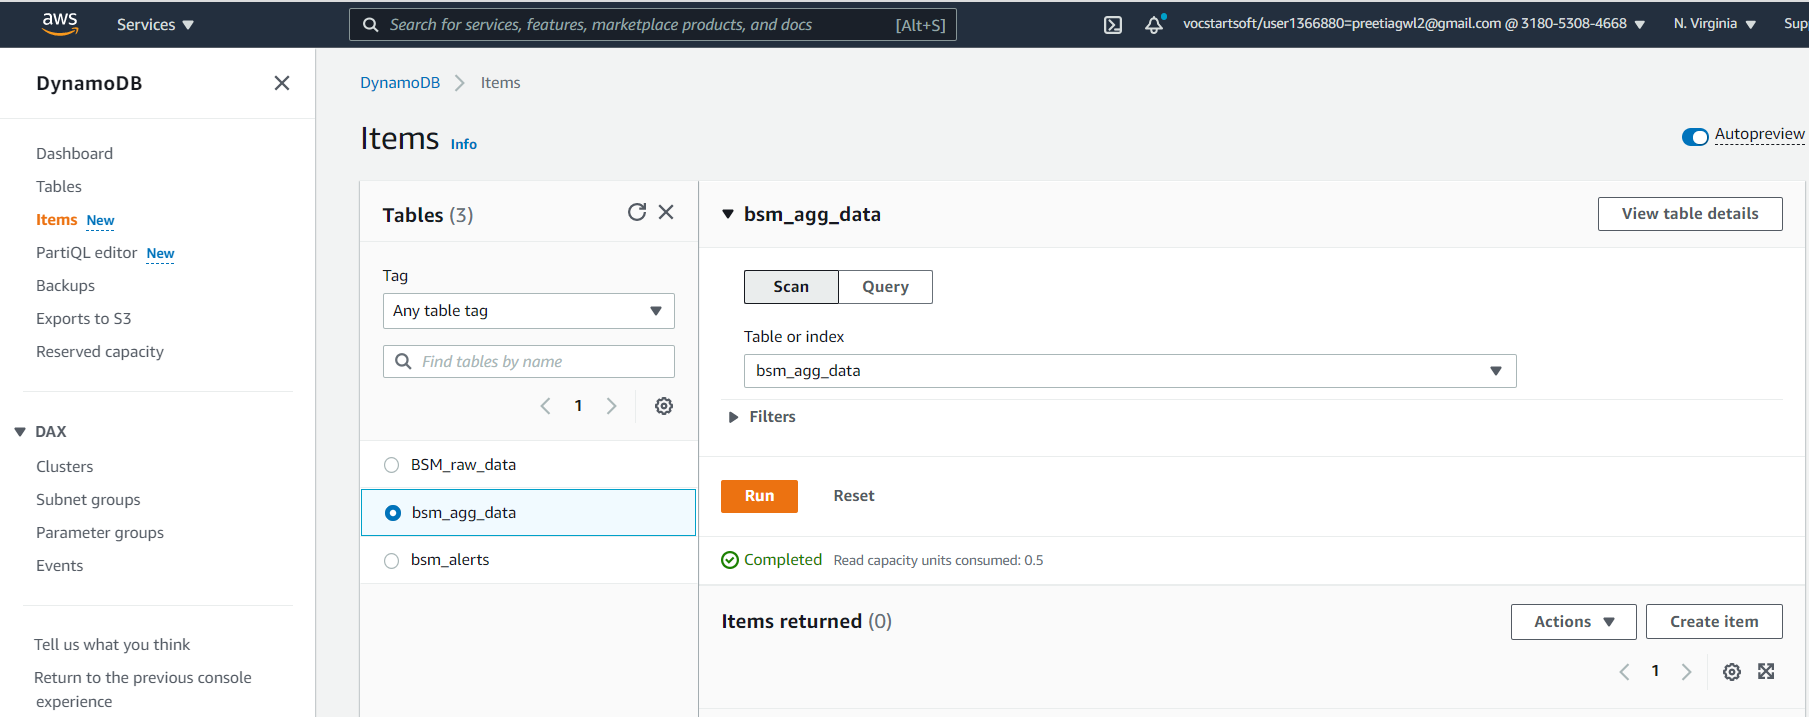 aws
Services
Search for services, features, marketplace products, and docs
[Alt+S]
vocstartsoft/user1366880=preetiagwl2@gmail.com @ 3180-5308-4668
N. Virginia
Sup
DynamoDB
Dashboard
Tables
Items New
PartiQL editor New
Backups
Exports to S3
Reserved capacity
DAX
Clusters
Subnet groups
Parameter groups
Events
Tell us what you think
Return to the previous console
experience
DynamoDB
Items
Items Info
Autopreview
Tables (3)
Tag
Any table tag
Find tables by name
1
BSM_raw_data
bsm_agg_data
bsm_alerts
bsm_agg_data
View table details
Scan
Query
Table or index
bsm_agg_data
Filters
Run
Reset
Completed
Read capacity units consumed: 0.5
Items returned (0)
Actions
Create item
1